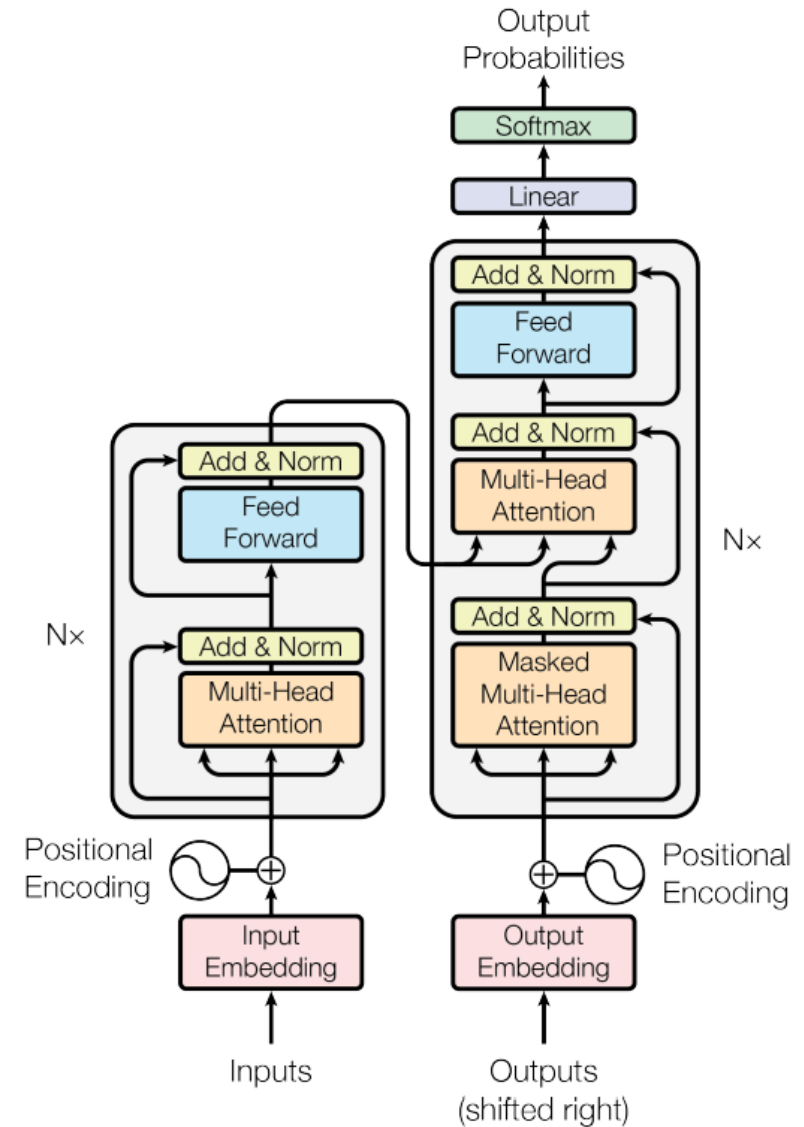 Output
Probabilities
Softmax
Linear
Add & Norm
Feed
Forward
Add & Norm
Multi-Head
Attention
Add & Norm
Masked
Multi-Head
Attention
N×
Add & Norm
Feed
Forward
Add & Norm
Multi-Head
Attention
N×
Positional
Encoding
Positional
Encoding
Input
Embedding
Output
Embedding
Inputs
Outputs
(shifted right)